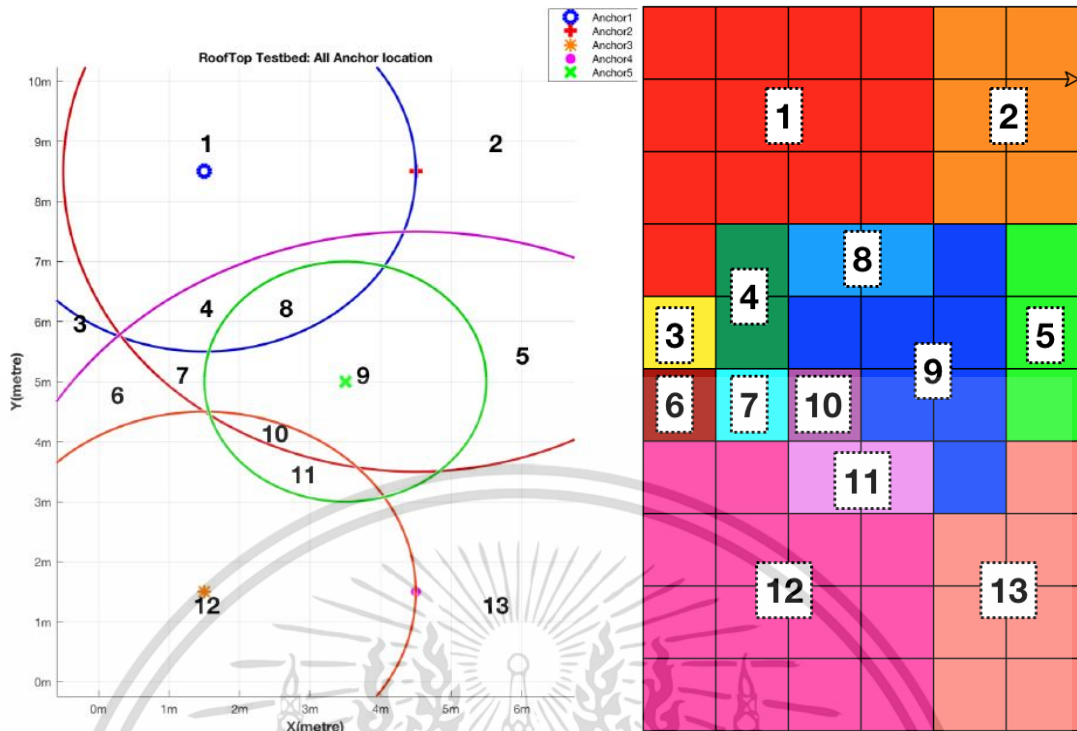 Anchor1
Anchor2
Anchor3
Anchor4
Anchor5
RoofTop Testbed: All Anchor location
10m
9m
8m
7m
6m
5m
4m
3m
2m
1m
0m
Y(metre)
0m 1m 2m 3m 4m 5m 6m
X(metre)
1
2
3
4
8
5
6
7
9
10
11
12
13
1
2
8
4
3
5
9
6
7
10
11
12
13